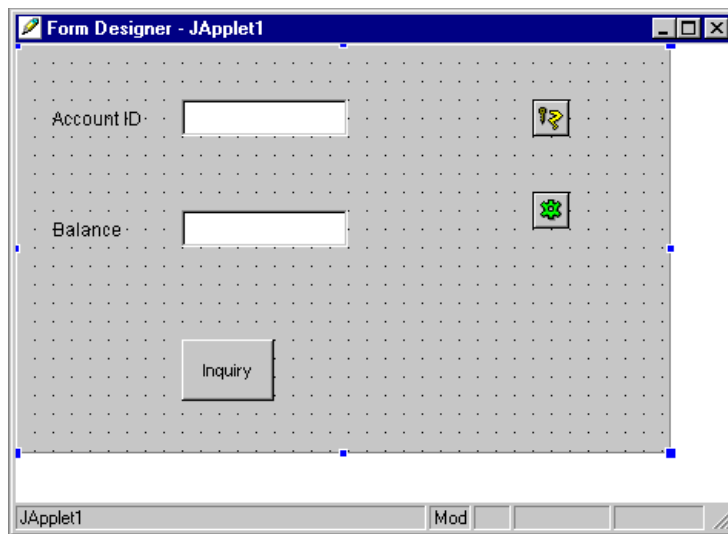 Form Designer - JApplet1
Account ID
Balance
Inquiry
JApplet1 Mod